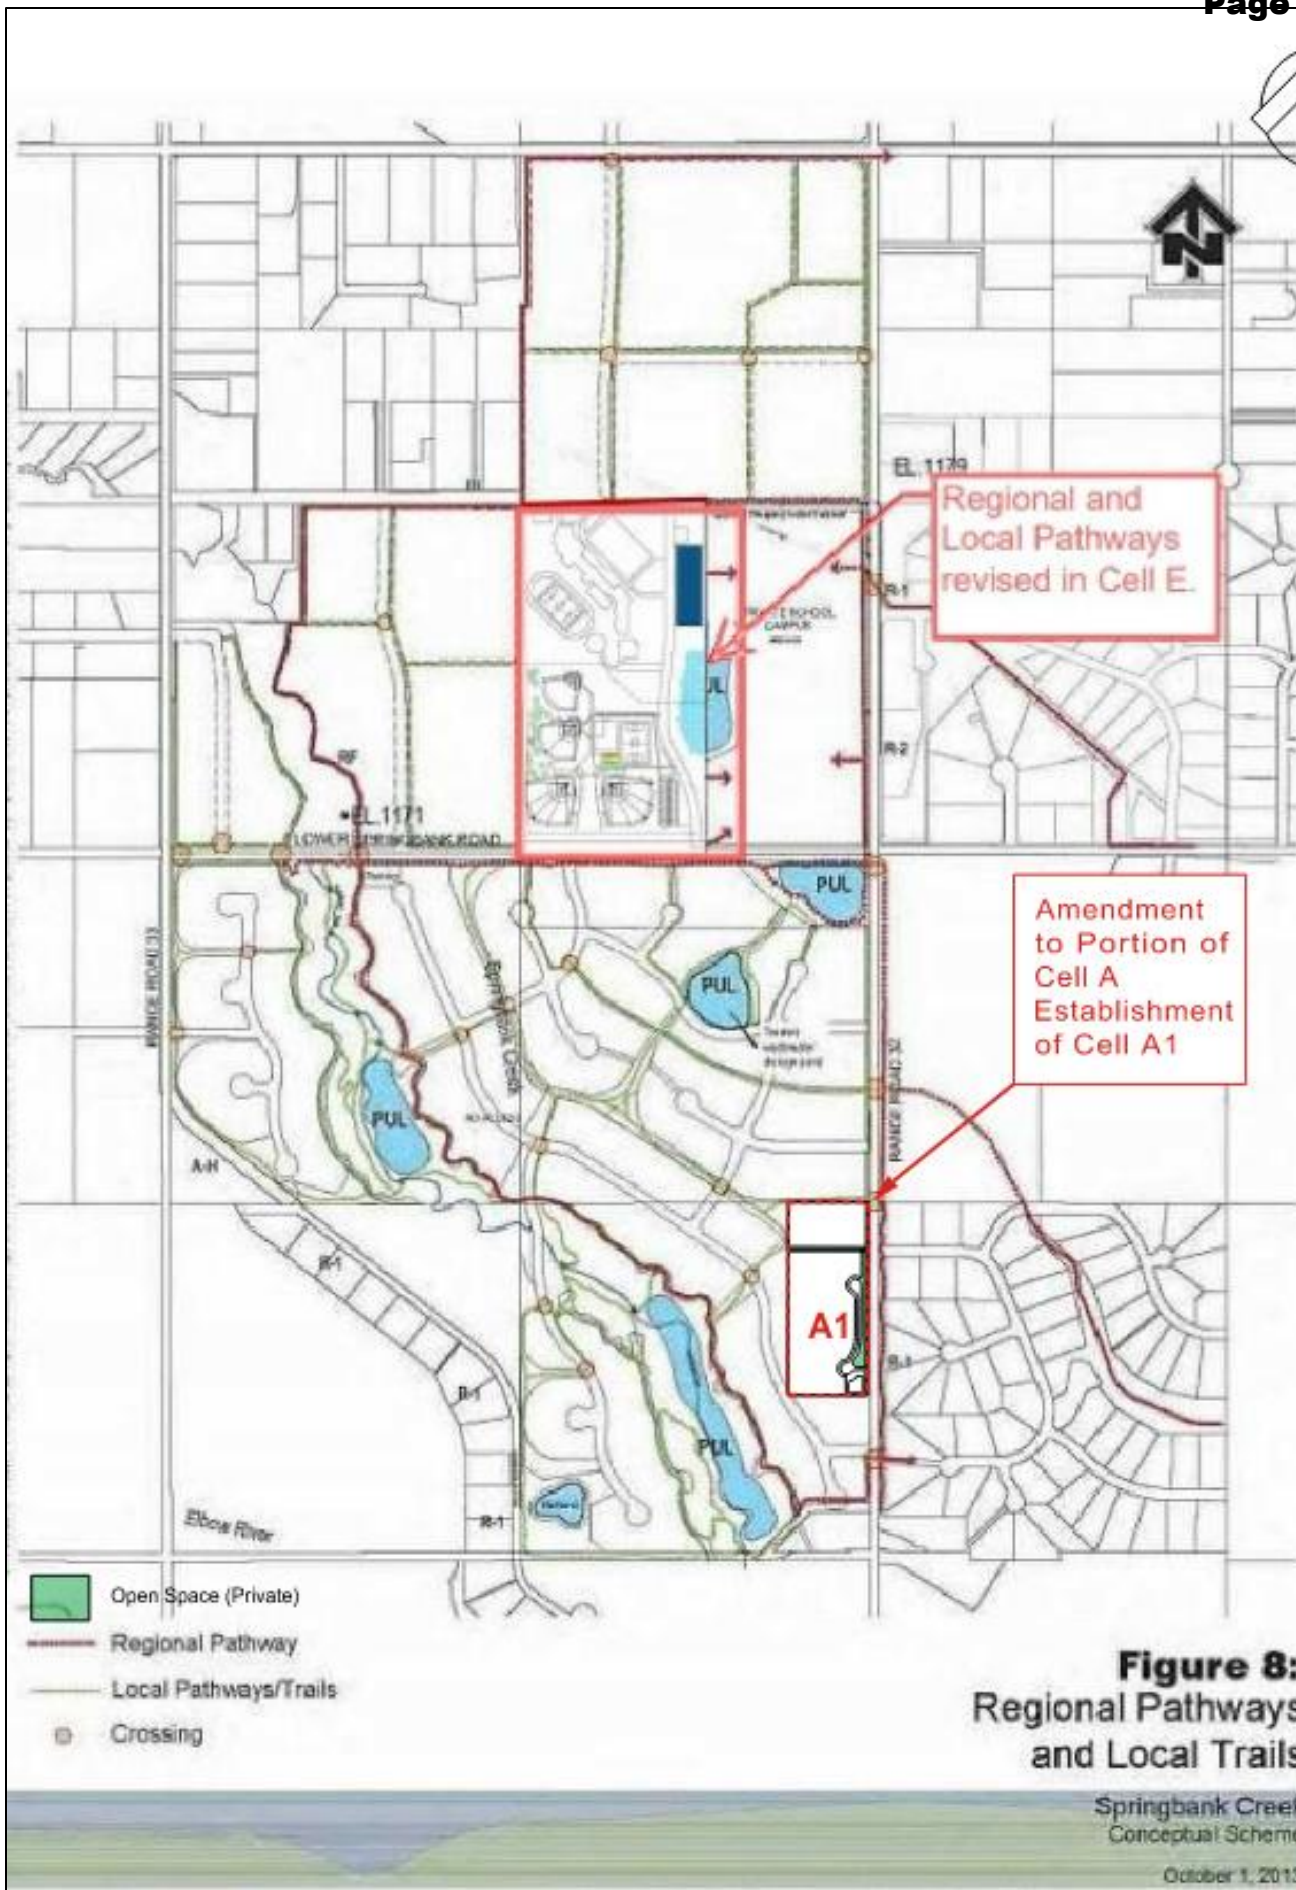 Page
N
EL.1179
Regional and
Local Pathways
revised in Cell E.
R-1
SCHOOL
CAMPUS
R-2
RF
EL.1171
LOWER SPRINGBANK ROAD
PUL
PUL
Amendment
to Portion of
Cell A
Establishment
of Cell A1
RANGE ROAD 33
RANGE ROAD 32
PUL
A-H
R-1
A1
R-1
R-1
PUL
R-1
Elbow River
Open Space (Private)
Regional Pathway
Local Pathways/Trails
Crossing
Figure 8:
Regional Pathways
and Local Trails
Springbank Creek
Conceptual Scheme
October 1, 2013